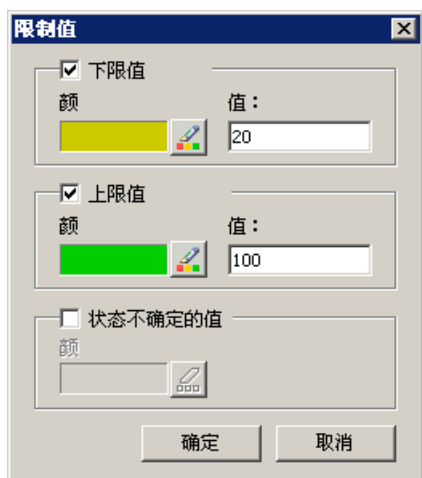 限制值
下限值
颜 值：
20
上限值
颜 值：
100
状态不确定的值
颜
确定 取消